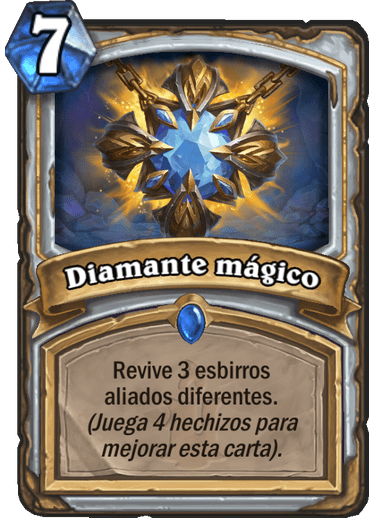 7
Diamante mágico
Revive 3 esbirros
aliados diferentes.
(Juega 4 hechizos para
mejorar esta carta).